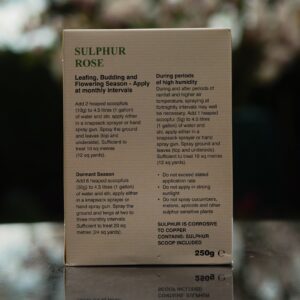 SULPHUR
ROSE
Leafing, Budding and
Flowering Season - Apply
at monthly intervals
Add 2 heaped scoopfuls
(10g) to 4.5 litres (1 gallon)
of water and stir, apply either
in a knapsack sprayer or hand
spray gun. Spray the ground
and leaves (top and
underside). Sufficient to
treat 10 sq metres
(12 sq yards).
Dormant Season
Add 6 heaped scoopfuls
(30g) to 4.5 litres (1 gallon)
of water and stir, apply either
in a knapsack sprayer or
hand spray gun. Spray the
ground and
at two to
three monthly intervals.
Sufficient to treat 20 sq
metres (24 sq yards).
During periods
of high humidity
During and after periods of
rainfall and higher air
temperature, spraying at
fortnightly intervals may well
be necessary. Add 1 heaped
scoopful (5g) to 4.5 litres
(1 gallon) of water and stir,
apply either in a
knapsack sprayer or hand
spray gun. Spray ground and
leaves (top and underside).
Sufficient to treat 10 sq metres
(12 sq yards).
• Do not exceed stated
application rate
• Do not apply in strong
sunlight
• Do not spray cucumbers,
melons, apricots and other
sulphur sensitive plants
SULPHUR IS CORROSIVE
TO COPPER
CONTAINS: SULPHUR
SCOOP INCLUDED
250g e